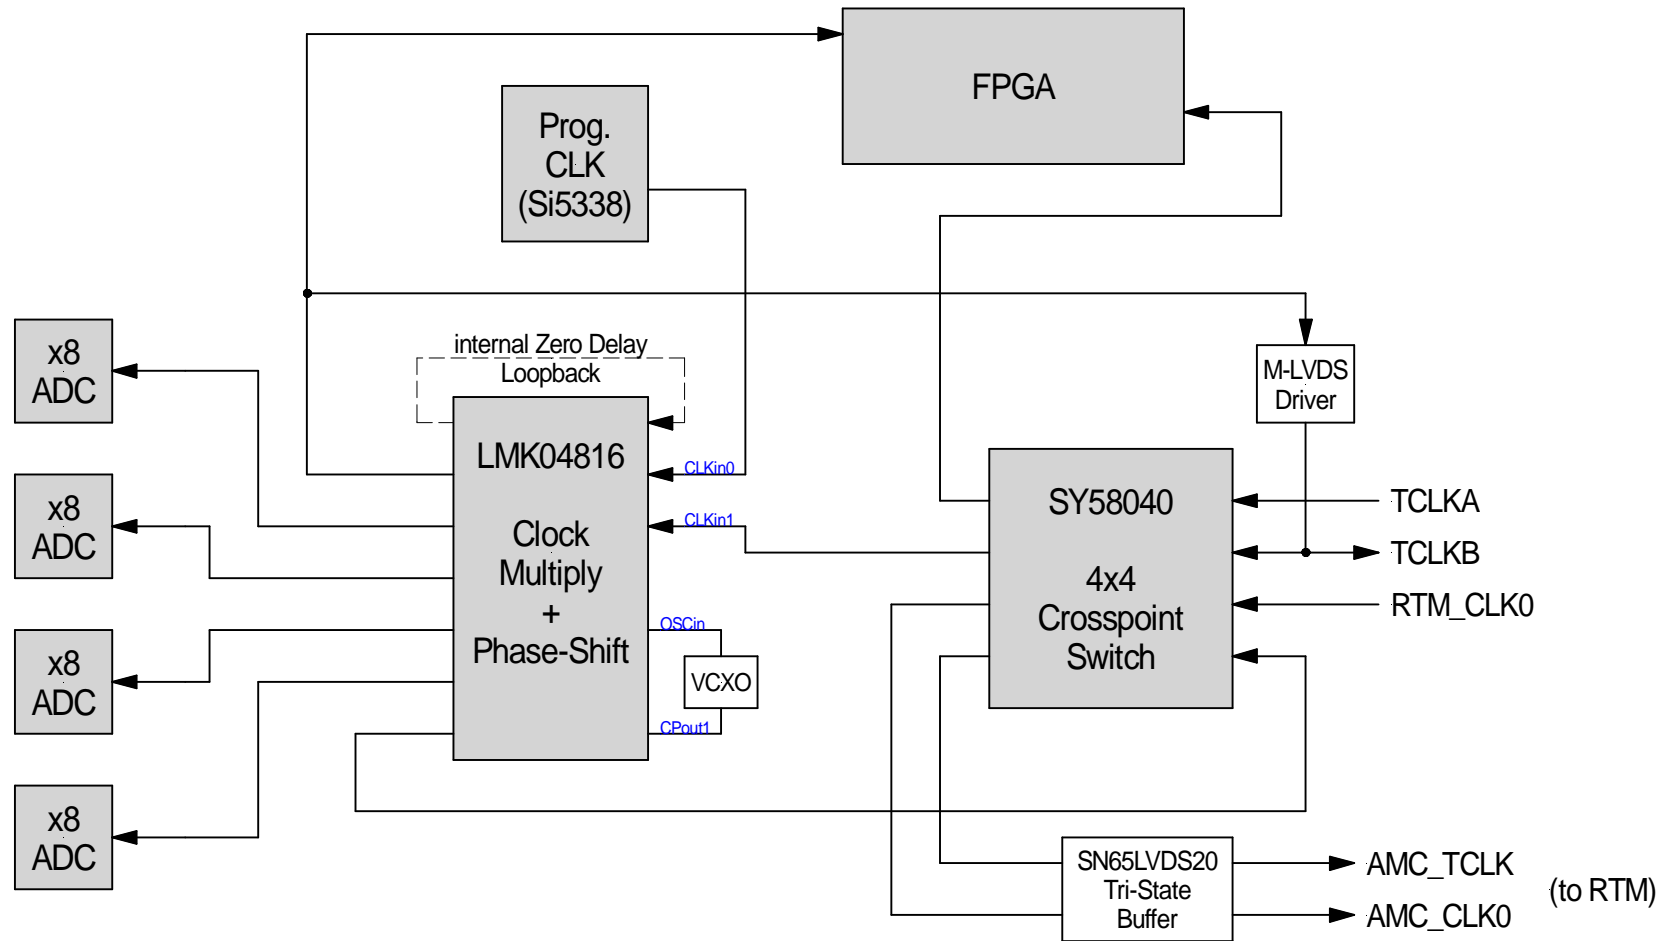 FPGA
Prog.
CLK
(Si5338)
internal Zero Delay
Loopback
x8
ADC
x8
ADC
x8
ADC
x8
ADC
LMK04816
Clock
Multiply
+
Phase-Shift
CLKin0
CLKin1
OSCin
VCXO
CPout1
M-LVDS
Driver
SY58040
4x4
Crosspoint
Switch
TCLKA
TCLKB
RTM_CLK0
SN65LVDS20
Tri-State
Buffer
AMC_TCLK
AMC_CLK0
(to RTM)